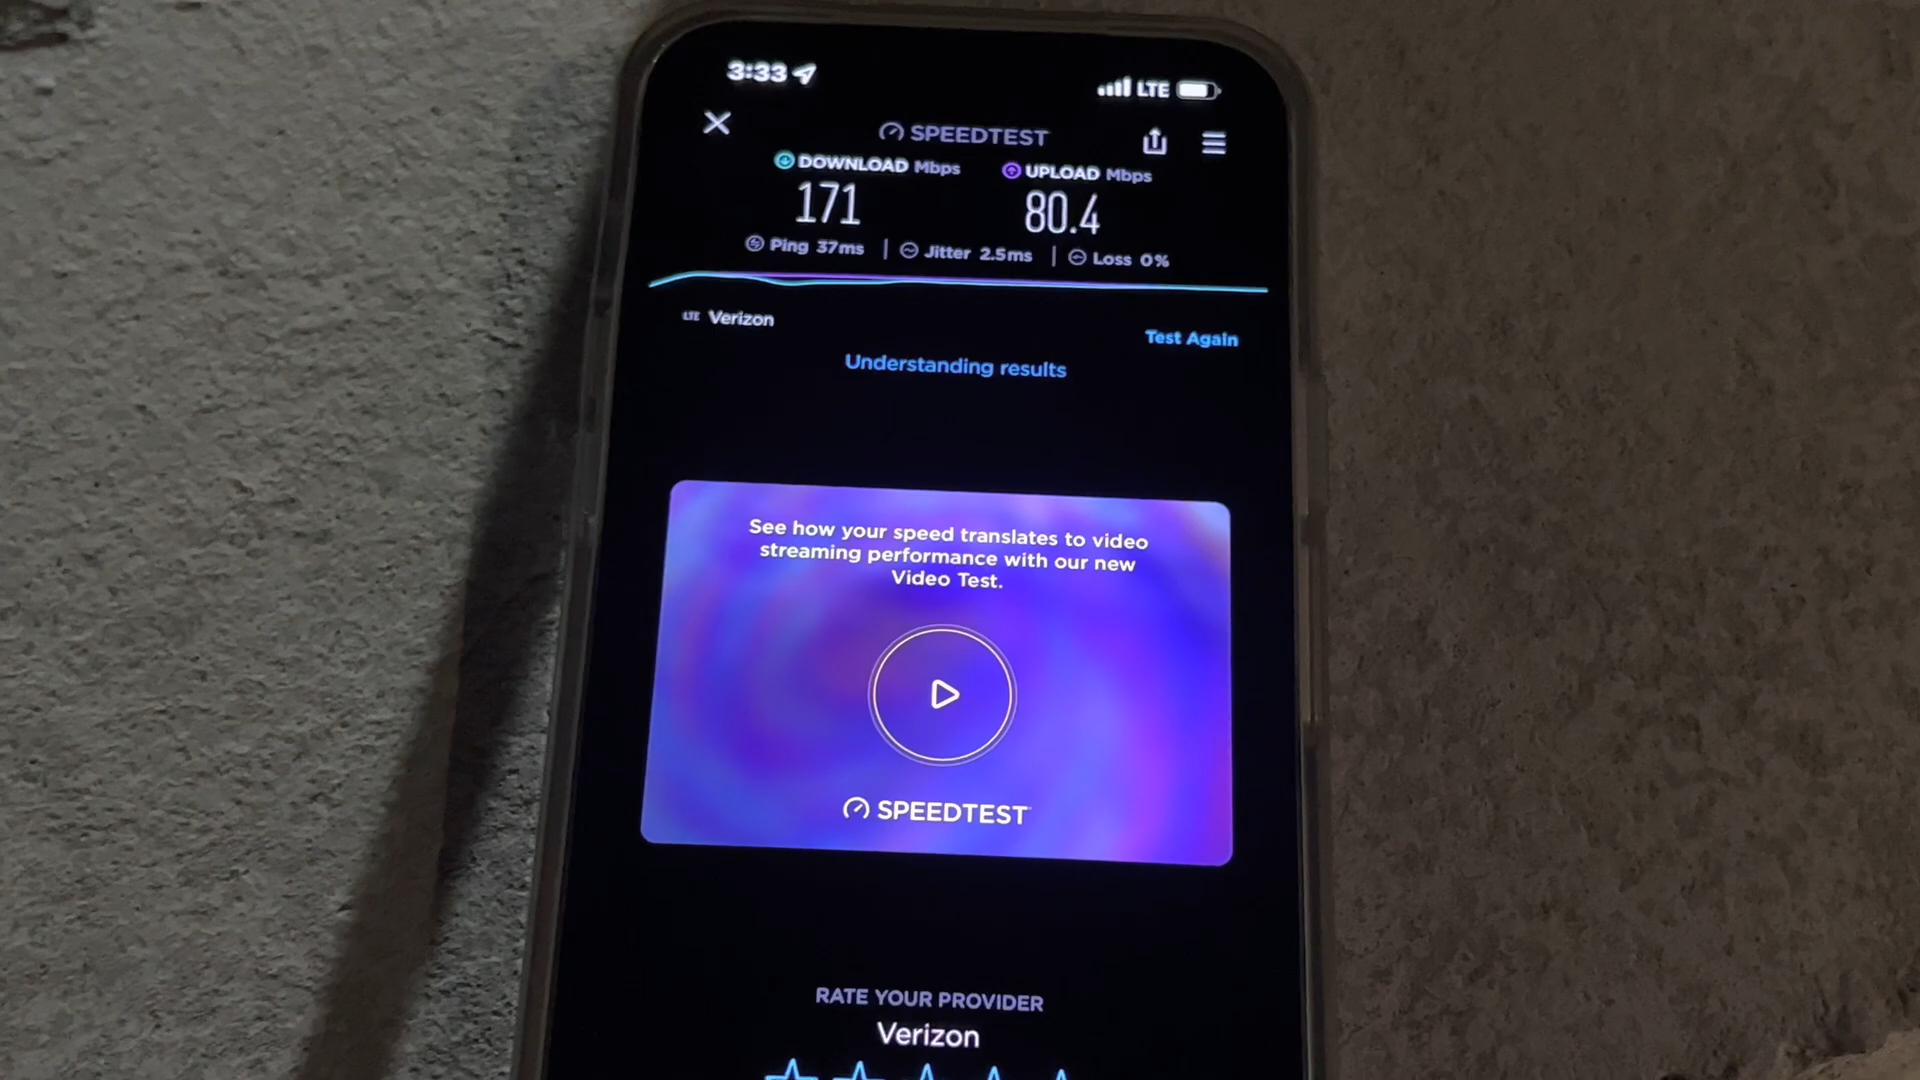 3:33 LTE
SPEEDTEST
DOWNLOAD Mbps UPLOAD Mbps
171 80.4
Ping 37ms | Jitter 2.5ms | Loss 0%
LTE Verizon
Test Again
Understanding results
See how your speed translates to video
streaming performance with our new
Video Test.
SPEEDTEST
RATE YOUR PROVIDER
Verizon